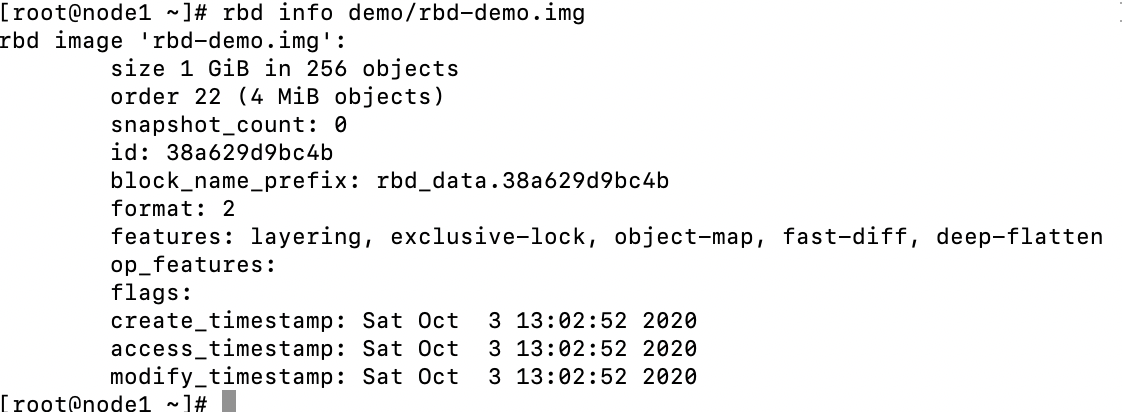 [root@node1 ~]# rbd info demo/rbd-demo.img
rbd image 'rbd-demo.img':
        size 1 GiB in 256 objects
        order 22 (4 MiB objects)
        snapshot_count: 0
        id: 38a629d9bc4b
        block_name_prefix: rbd_data.38a629d9bc4b
        format: 2
        features: layering, exclusive-lock, object-map, fast-diff, deep-flatten
        op_features:
        flags:
        create_timestamp: Sat Oct  3 13:02:52 2020
        access_timestamp: Sat Oct  3 13:02:52 2020
        modify_timestamp: Sat Oct  3 13:02:52 2020
[root@node1 ~]#